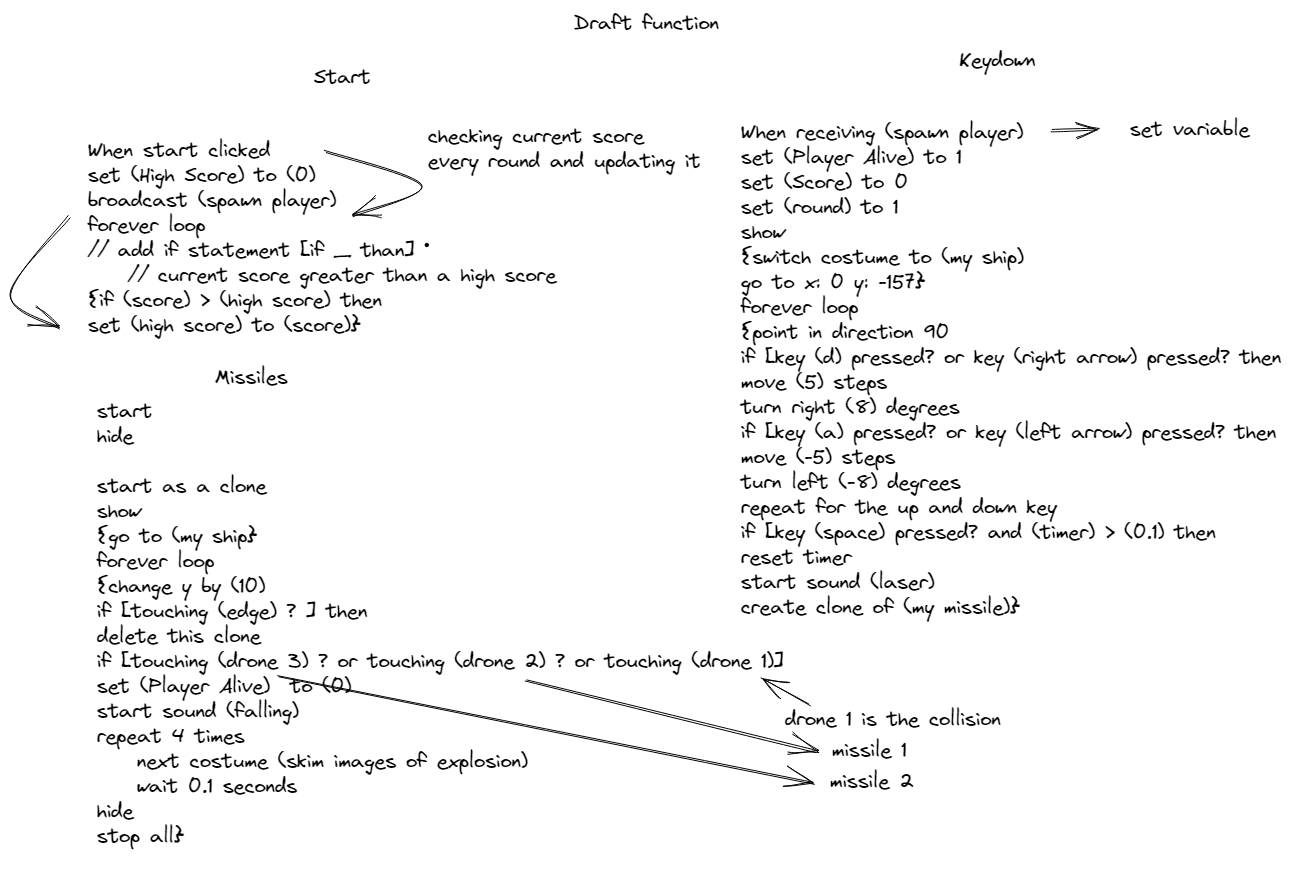 Draft function
Start
When start clicked
set (High Score) to (0)
broadcast (spawn player)
forever loop
// add if statement [if _ than] •
// current score greater than a high score
{if (score) > (high score) then
set (high score) to (score)}
checking current score
every round and updating it
Missiles
start
hide
start as a clone
show
{go to (my ship}
forever loop
{change y by (10)
if [touching (edge) ? ] then
delete this clone
if [touching (drone 3) ? or touching (drone 2) ? or touching (drone 1)]
set (Player Alive) to (0)
start sound (falling)
repeat 4 times
next costume (skim images of explosion)
wait 0.1 seconds
hide
stop all}
drone 1 is the collision
missile 1
missile 2
Keydown
When receiving (spawn player)
set variable
set (Player Alive) to 1
set (Score) to 0
set (round) to 1
show
{switch costume to (my ship)
go to x: 0 y: -157}
forever loop
{point in direction 90
if [key (d) pressed? or key (right arrow) pressed? then
move (5) steps
turn right (8) degrees
if [key (a) pressed? or key (left arrow) pressed? then
move (-5) steps
turn left (-8) degrees
repeat for the up and down key
if [key (space) pressed? and (timer) > (0.1) then
reset timer
start sound (laser)
create clone of (my missile)}